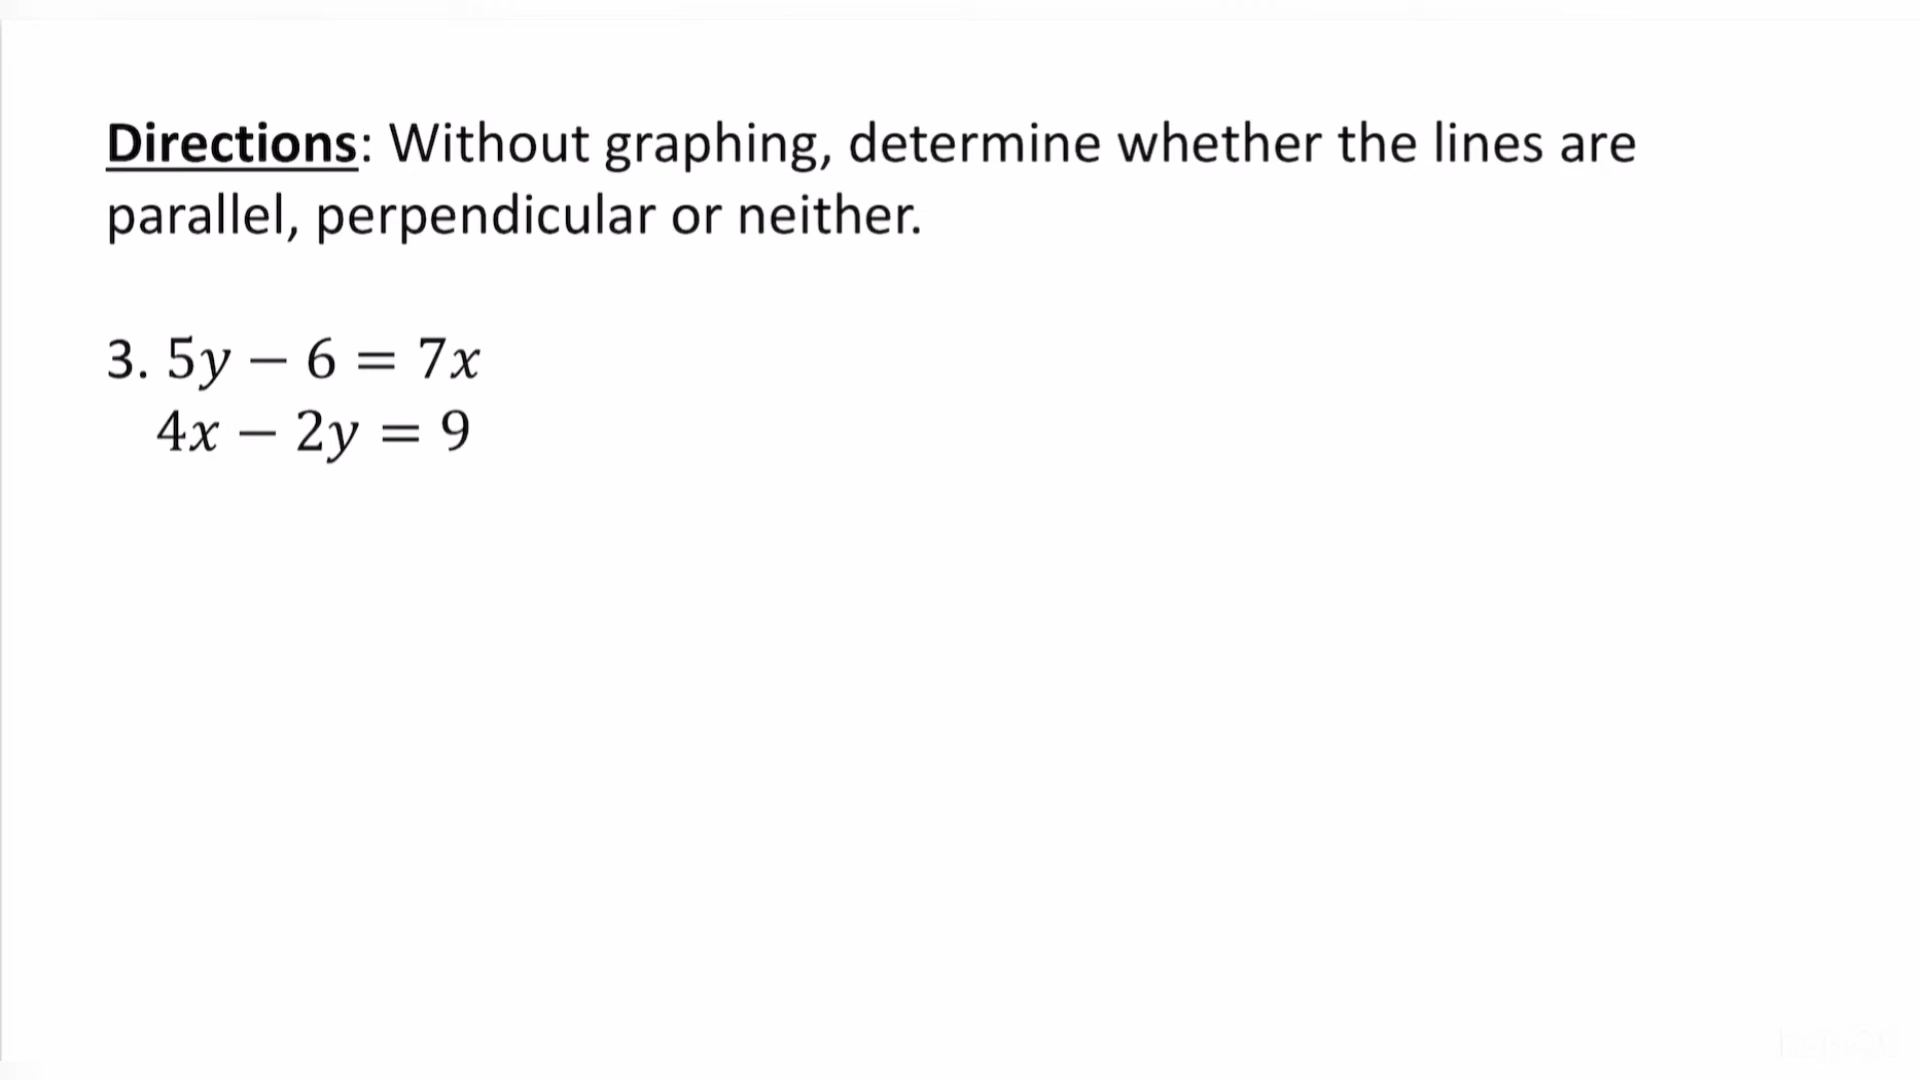 Directions: Without graphing, determine whether the lines are
parallel, perpendicular or neither.
3. 5y − 6 = 7x
4x − 2y = 9